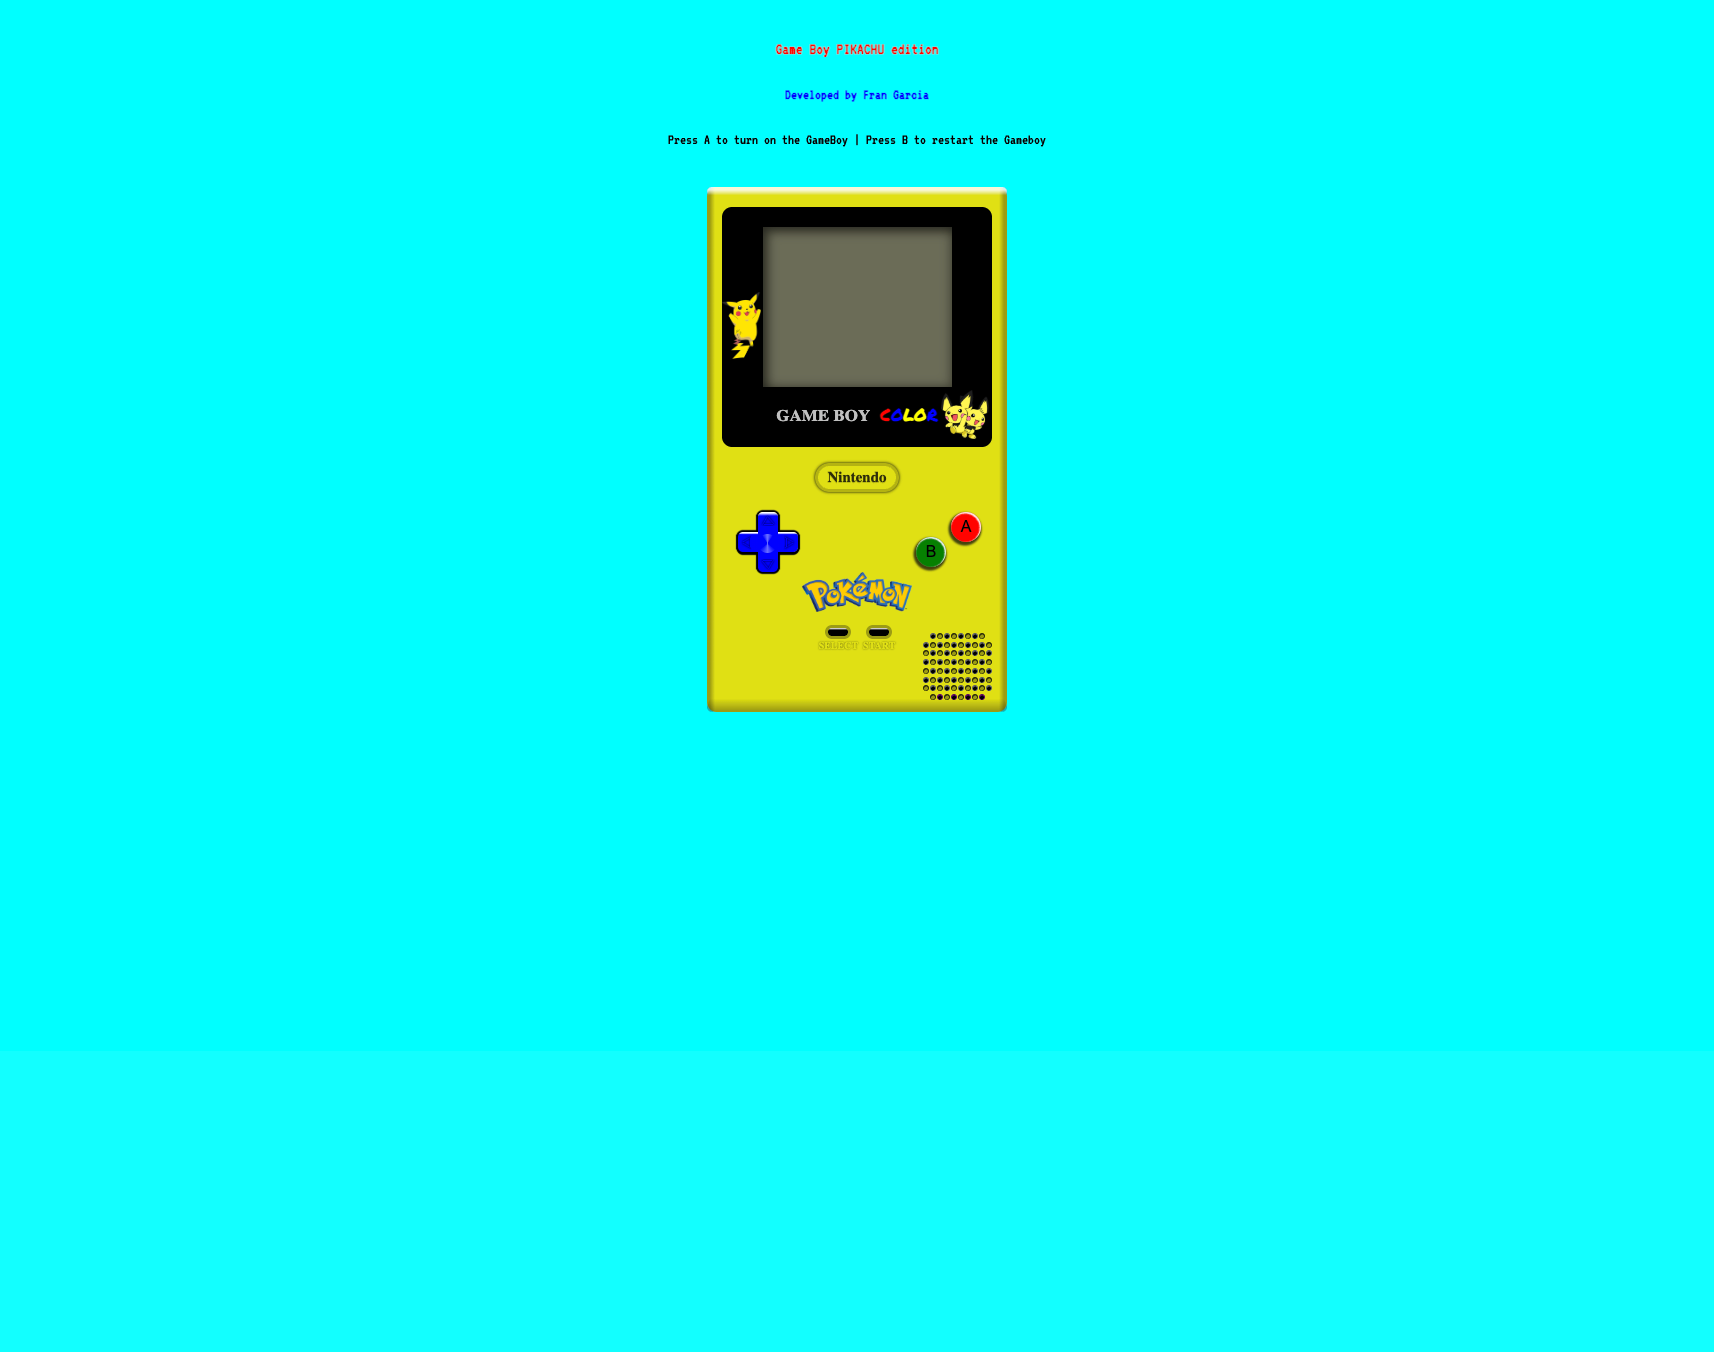 Game Boy PIKACHU edition
Developed by Fran Garcia
Press A to turn on the GameBoy | Press B to restart the Gameboy
GAME BOY COLOR
Nintendo
A
B
POKéMON
SELECT START